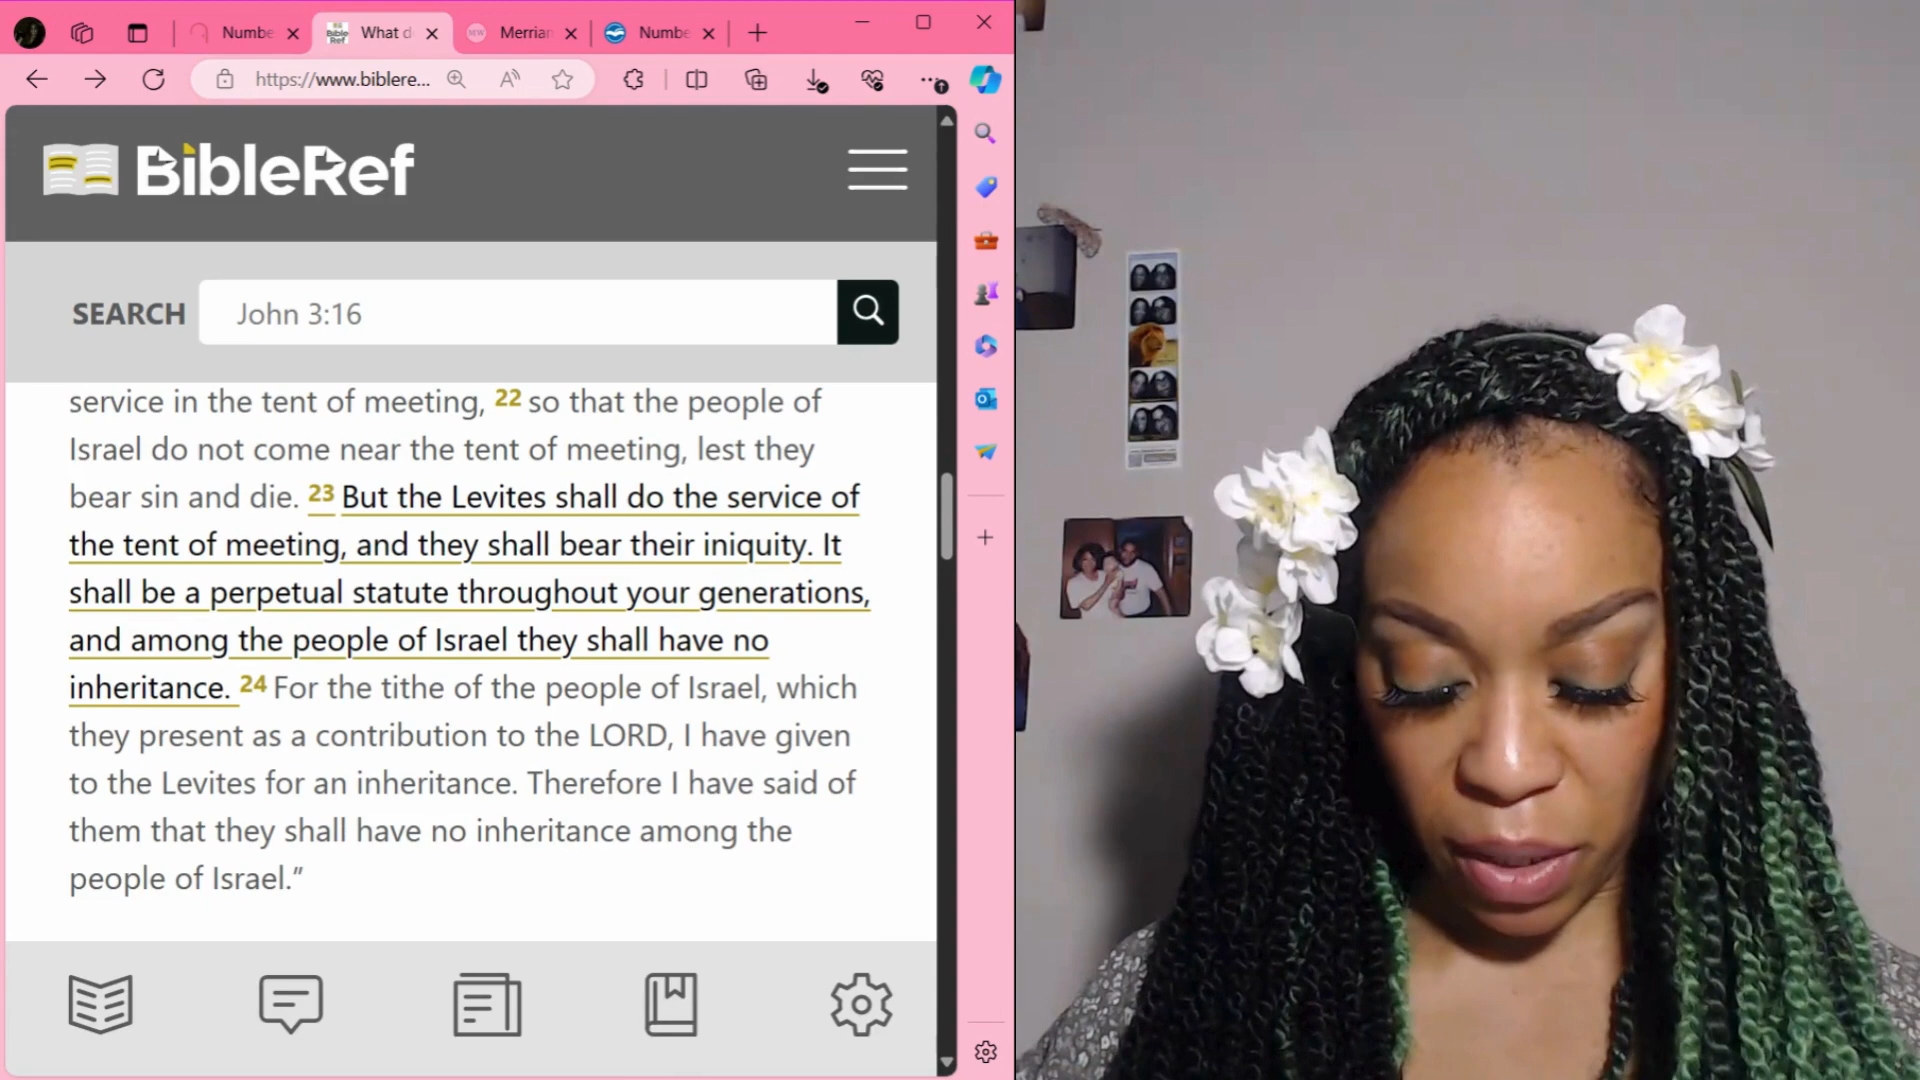 Numbe
What d
Merriam
Numbe
https://www.biblere...
BibleRef
SEARCH John 3:16
service in the tent of meeting, 22 so that the people of
Israel do not come near the tent of meeting, lest they
bear sin and die. 23 But the Levites shall do the service of
the tent of meeting, and they shall bear their iniquity. It
shall be a perpetual statute throughout your generations,
and among the people of Israel they shall have no
inheritance. 24 For the tithe of the people of Israel, which
they present as a contribution to the LORD, I have given
to the Levites for an inheritance. Therefore I have said of
them that they shall have no inheritance among the
people of Israel.”